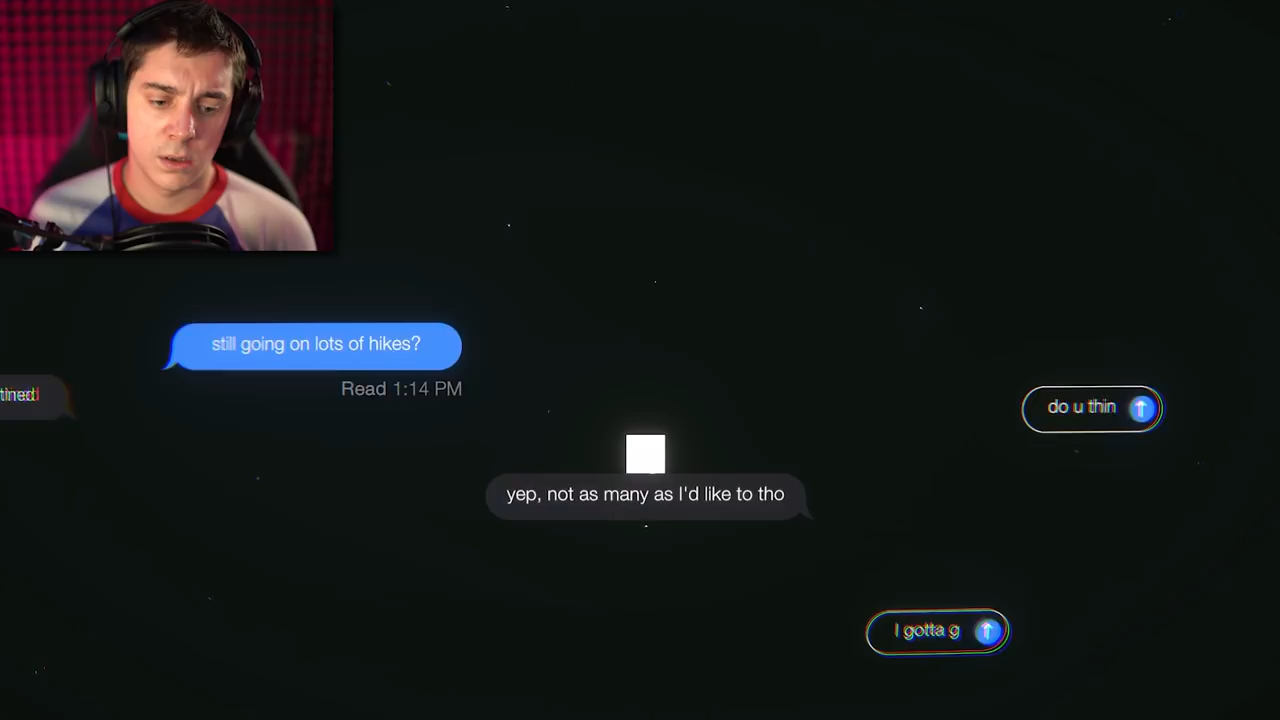 still going on lots of hikes?
Read 1:14 PM
tined
do u thin
yep, not as many as I'd like to tho
I gotta g